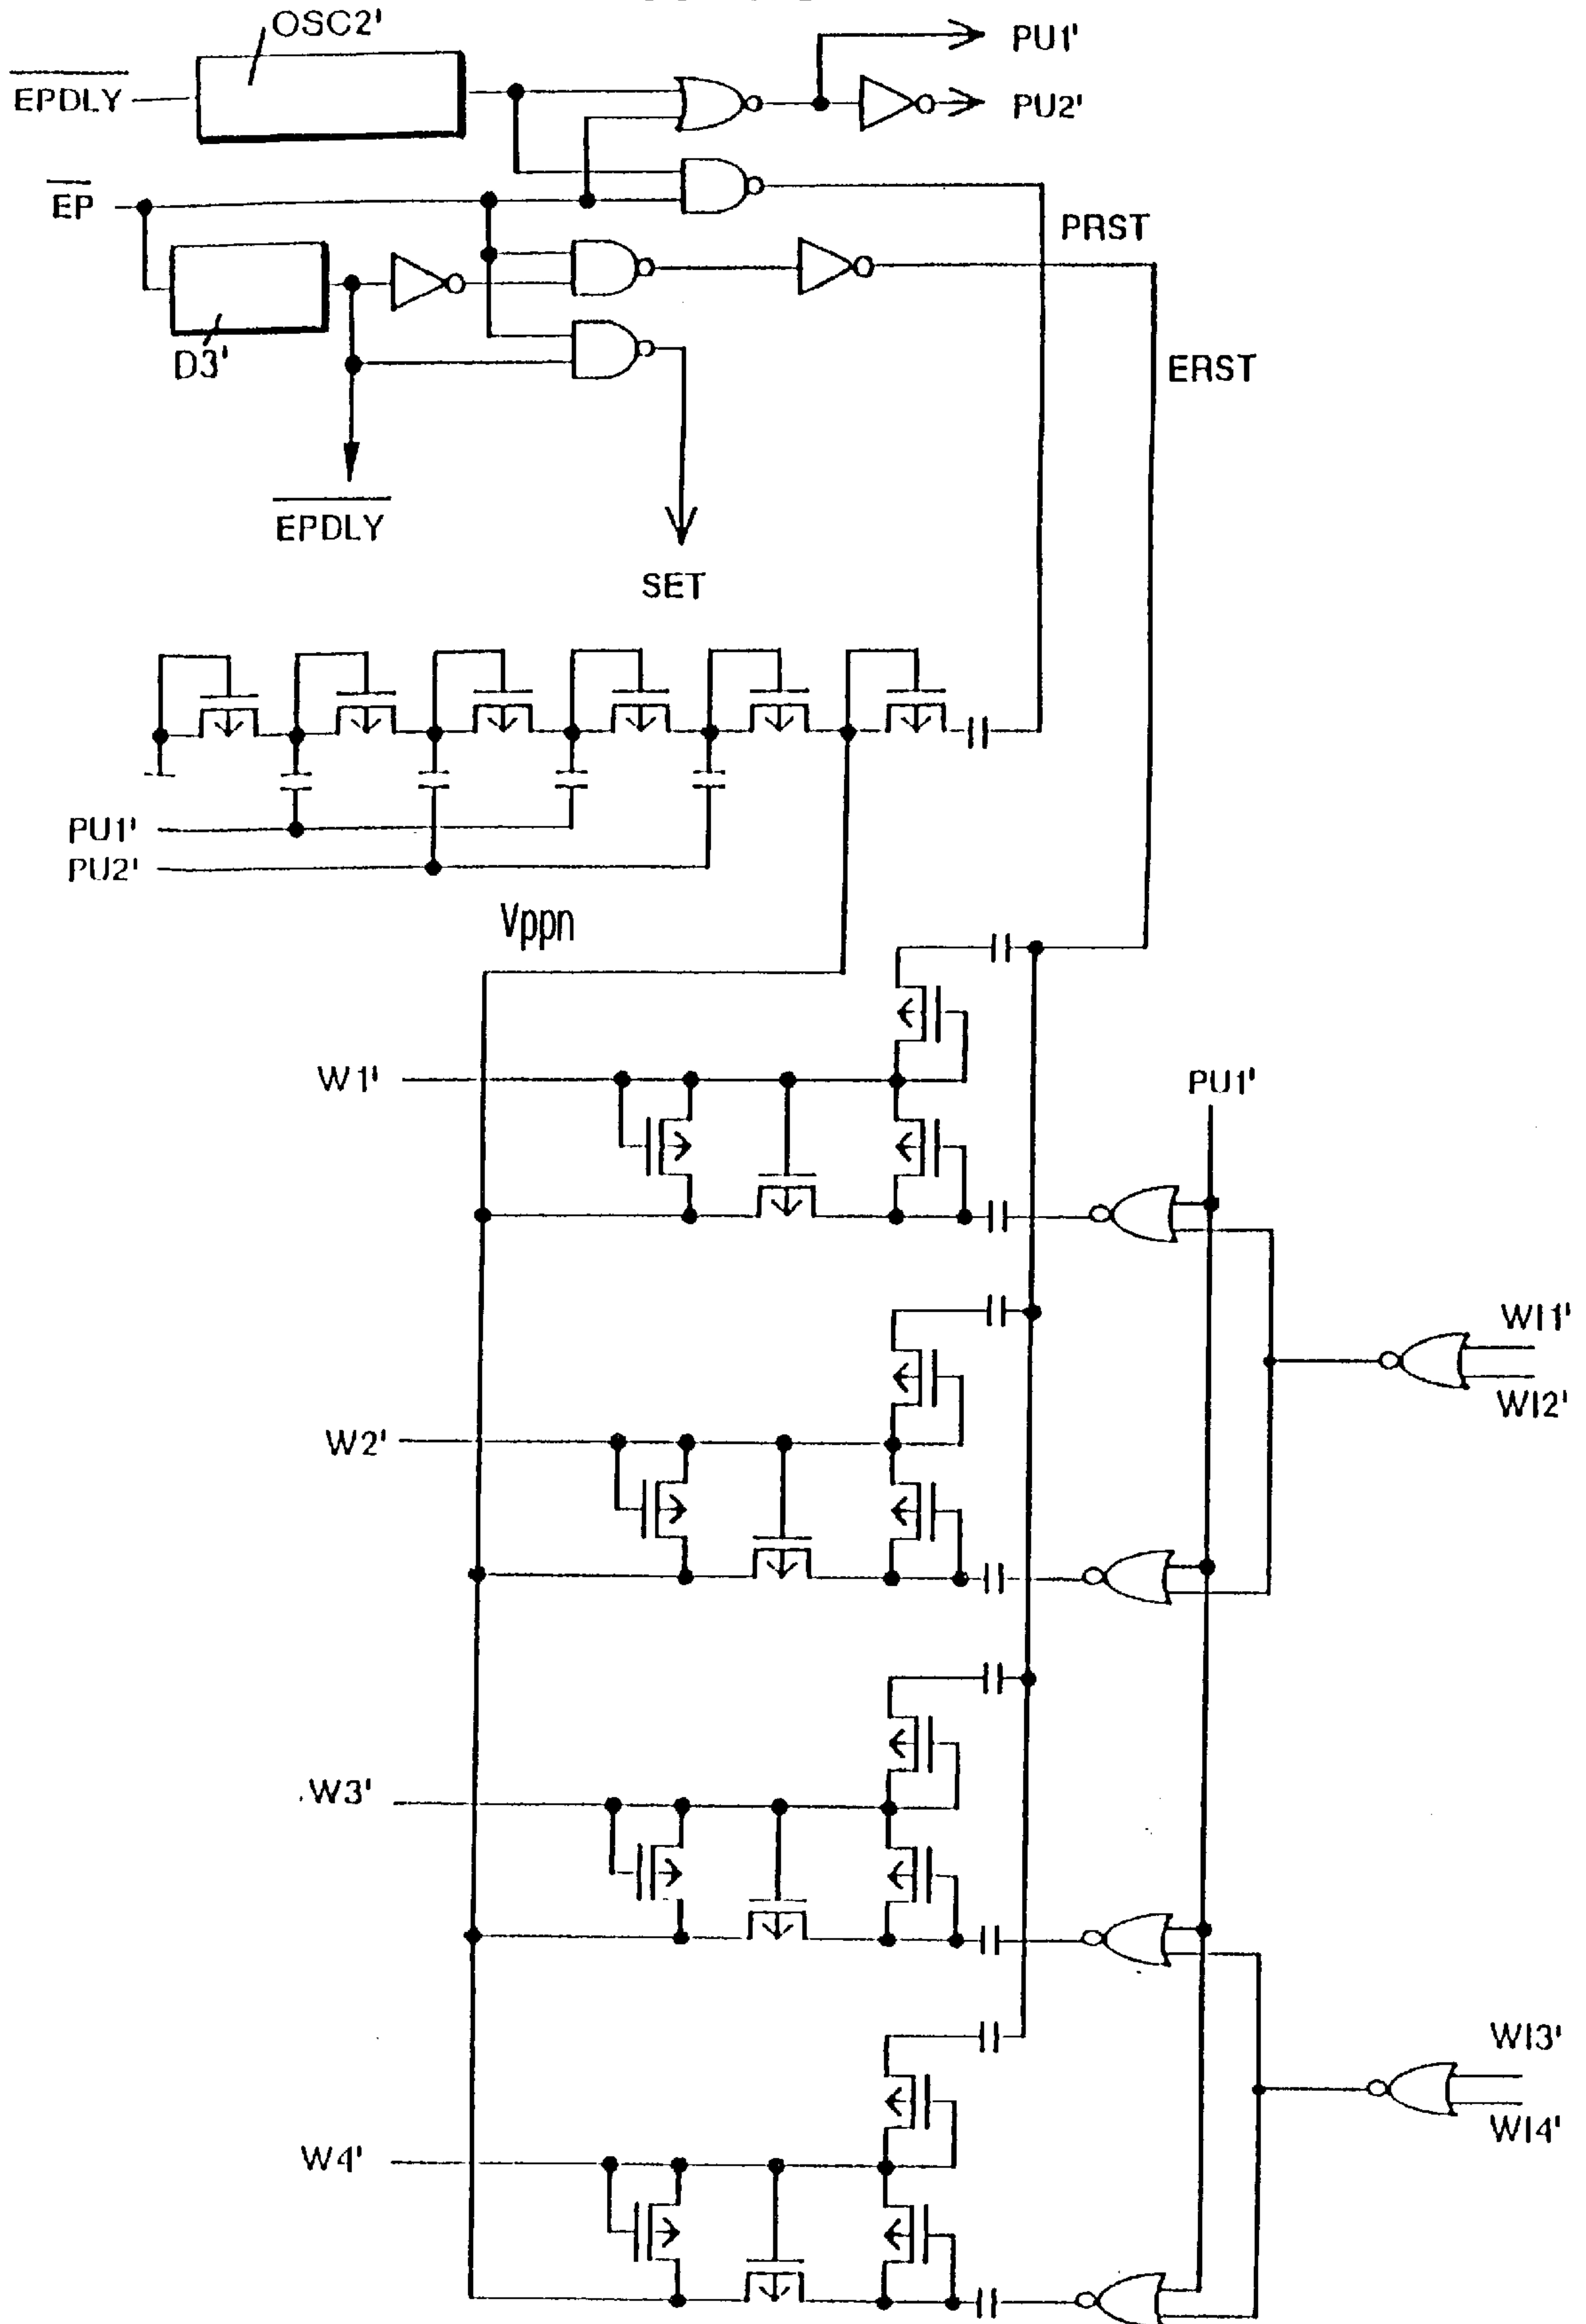 OSC2'
PU1'
EPDLY
PU2'
EP
PRST
D3'
ERST
EPDLY
SET
PU1'
PU2'
Vppn
W1'
PU1'
WI1'
WI2'
W2'
W3'
WI3'
WI4'
W4'